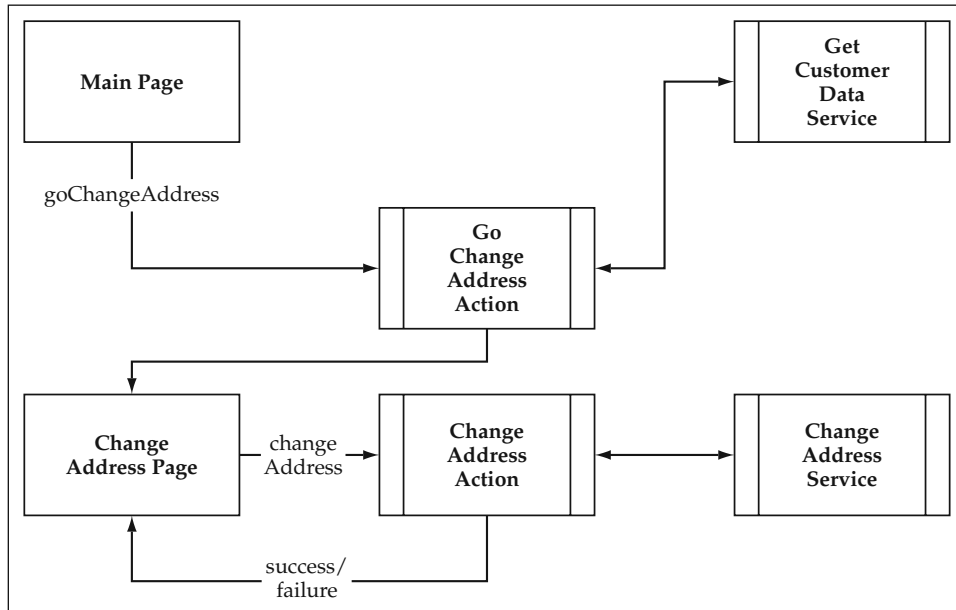 Main Page
Get
Customer
Data
Service
goChangeAddress
Go
Change
Address
Action
Change
Address Page
change
Address
Change
Address
Action
Change
Address
Service
success/
failure